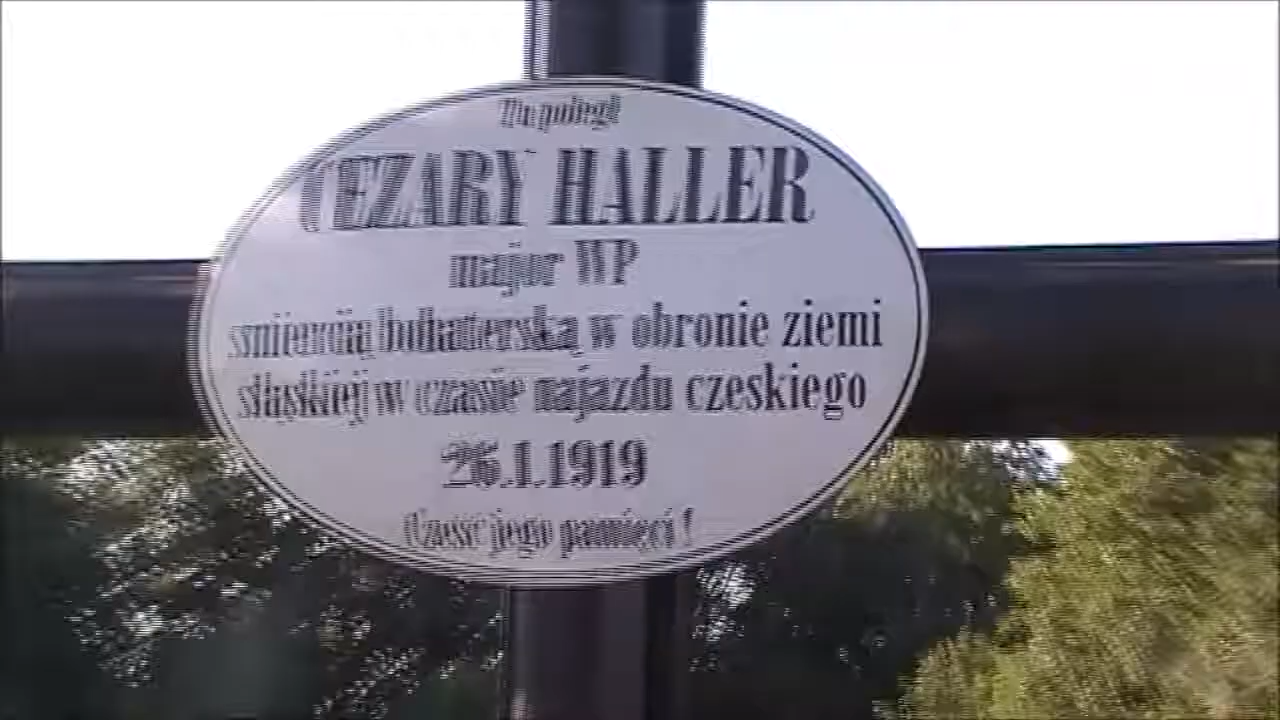 Tu poległ
CEZARY HALLER
major WP
śmiercią bohaterską w obronie ziemi
śląskiej w czasie najazdu czeskiego
26.1.1919
Cześć jego pamięci !